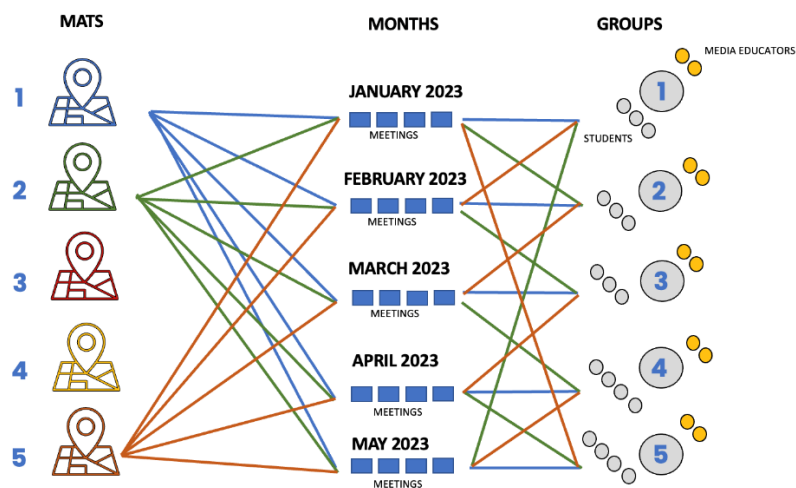 MATS
MONTHS
GROUPS
MEDIA EDUCATORS
1
JANUARY 2023
MEETINGS
1
STUDENTS
2
FEBRUARY 2023
MEETINGS
2
3
MARCH 2023
MEETINGS
3
4
APRIL 2023
MEETINGS
4
5
MAY 2023
MEETINGS
5